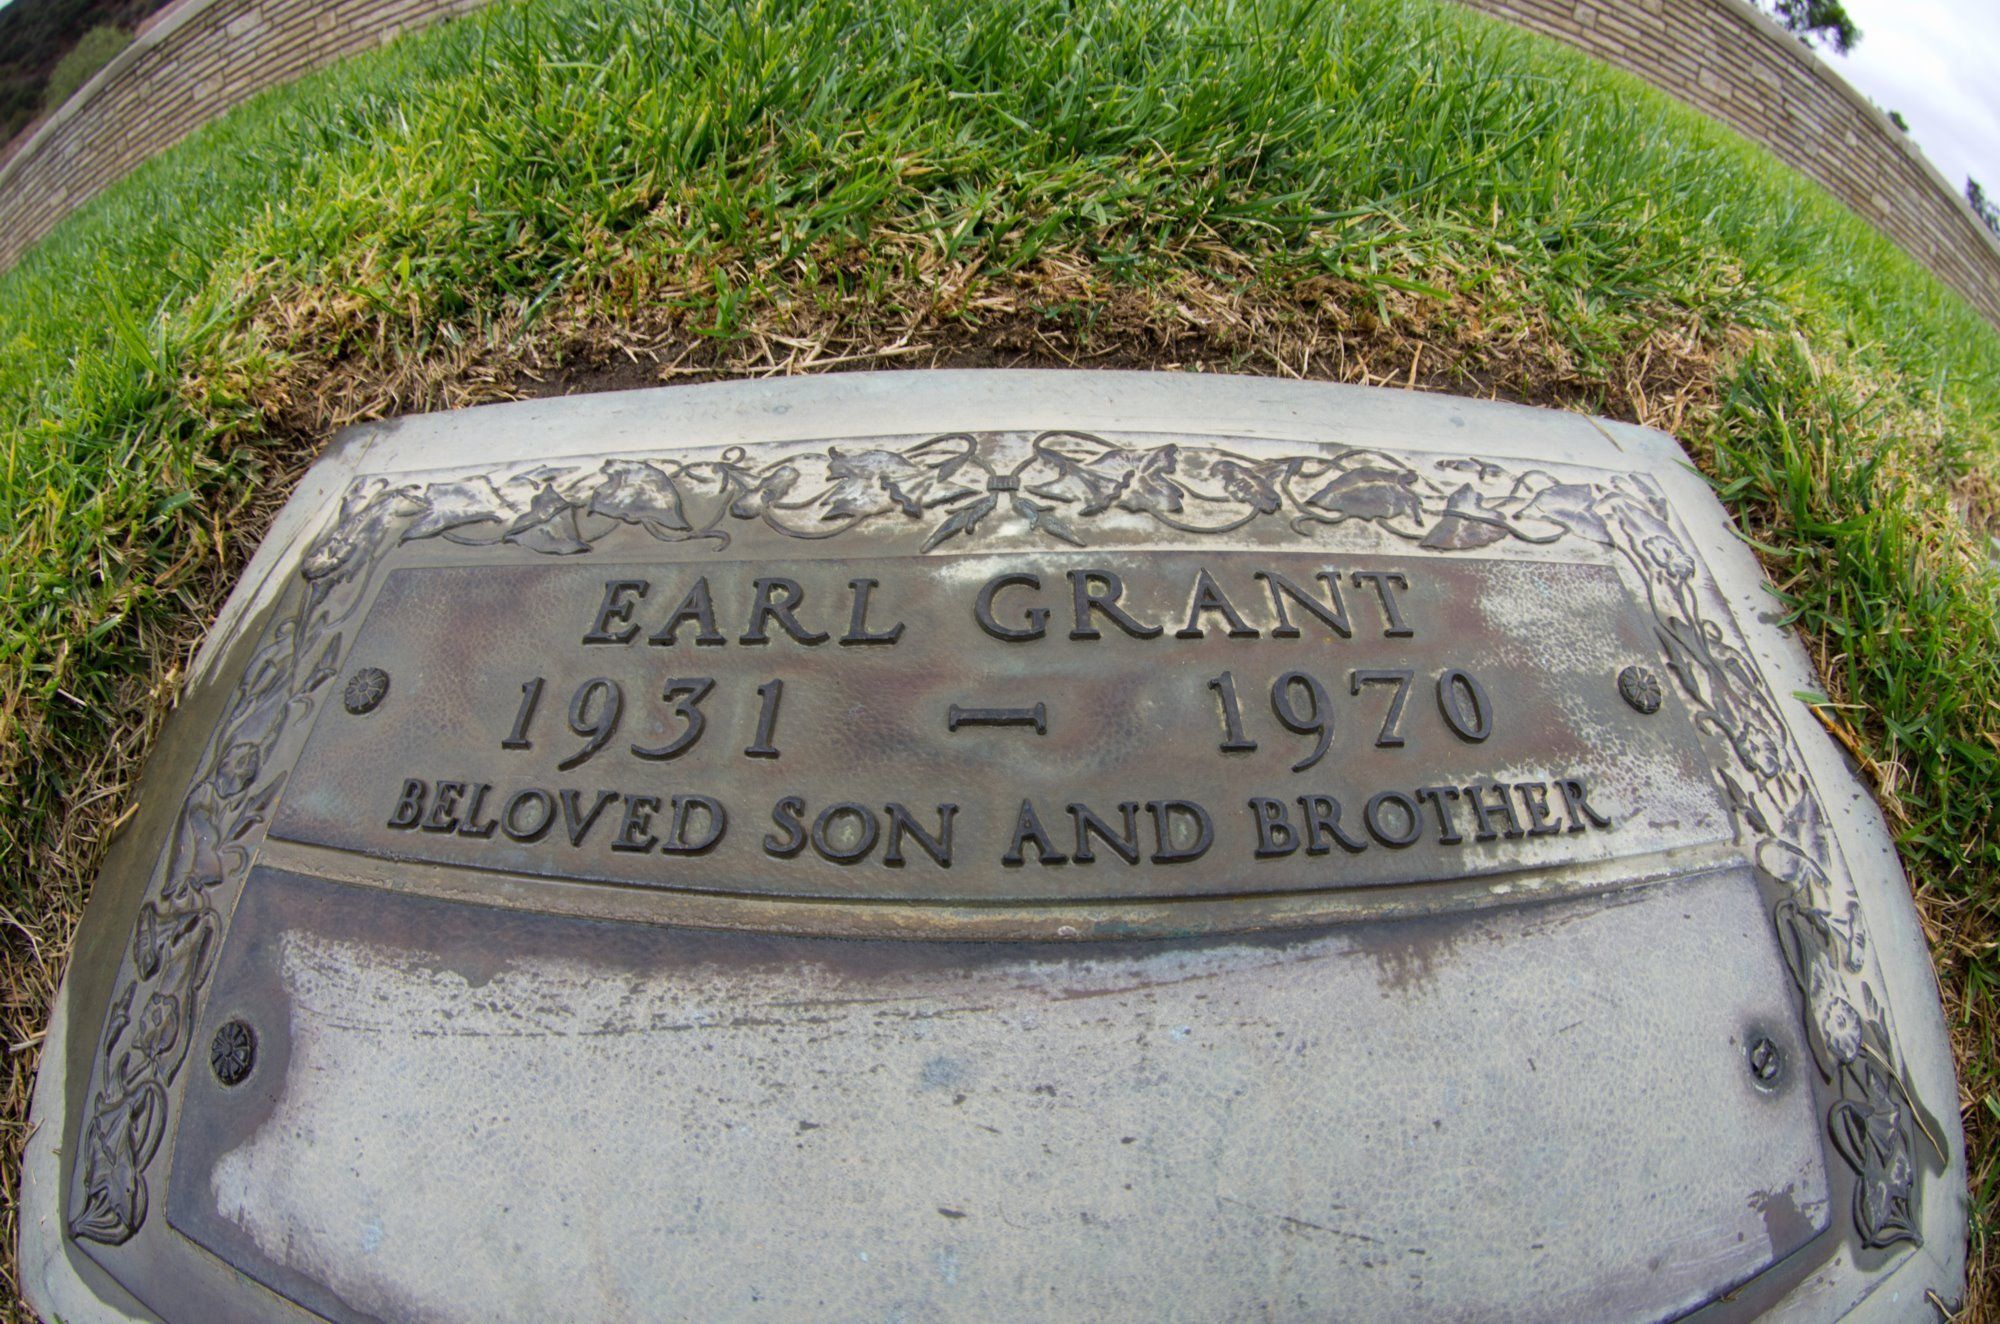 EARL GRANT
1931 — 1970
BELOVED SON AND BROTHER